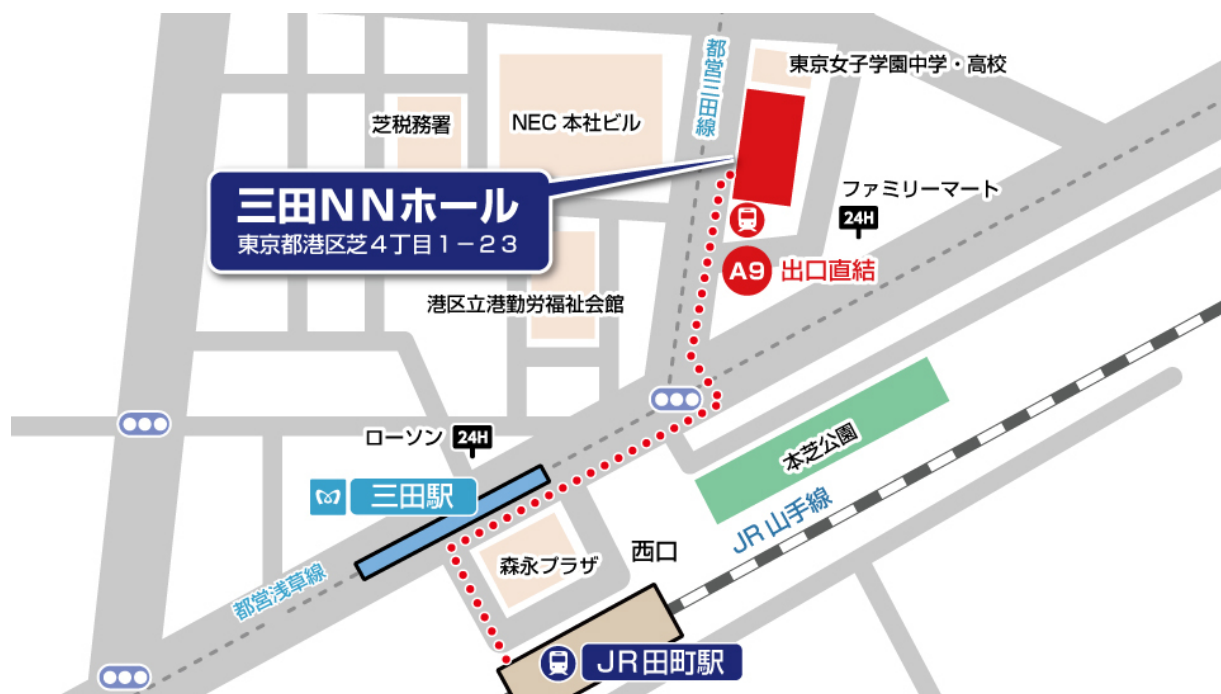 都営三田線
東京女子学園中学・高校
芝税務署
NEC 本社ビル
三田NNホール
東京都港区芝4丁目1−23
ファミリーマート
24H
A9 出口直結
港区立港勤労福祉会館
ローソン 24H
本芝公園
三田駅
JR 山手線
西口
森永プラザ
都営浅草線
JR田町駅